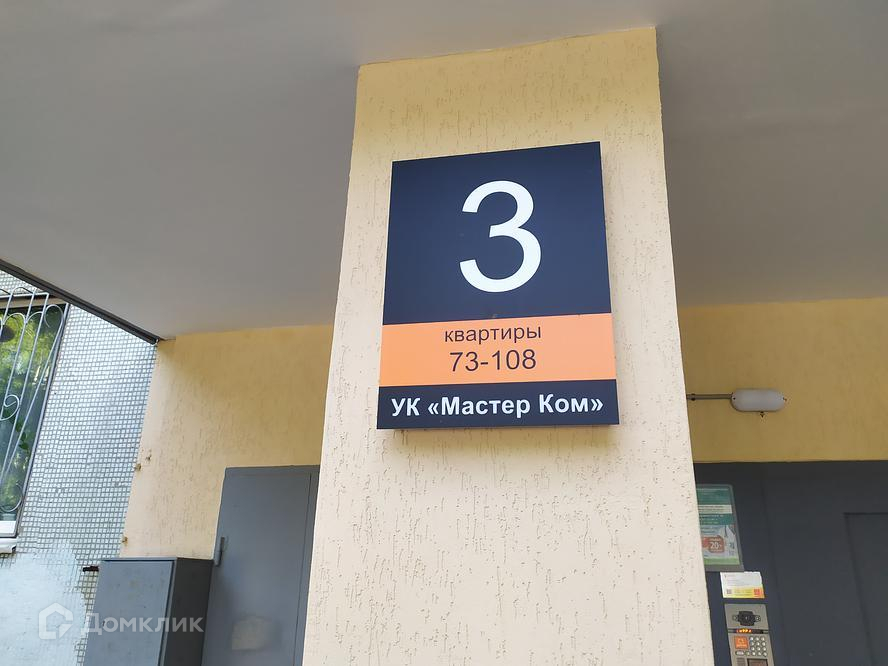 3
квартиры
73-108
УК «Мастер Ком»
Домклик